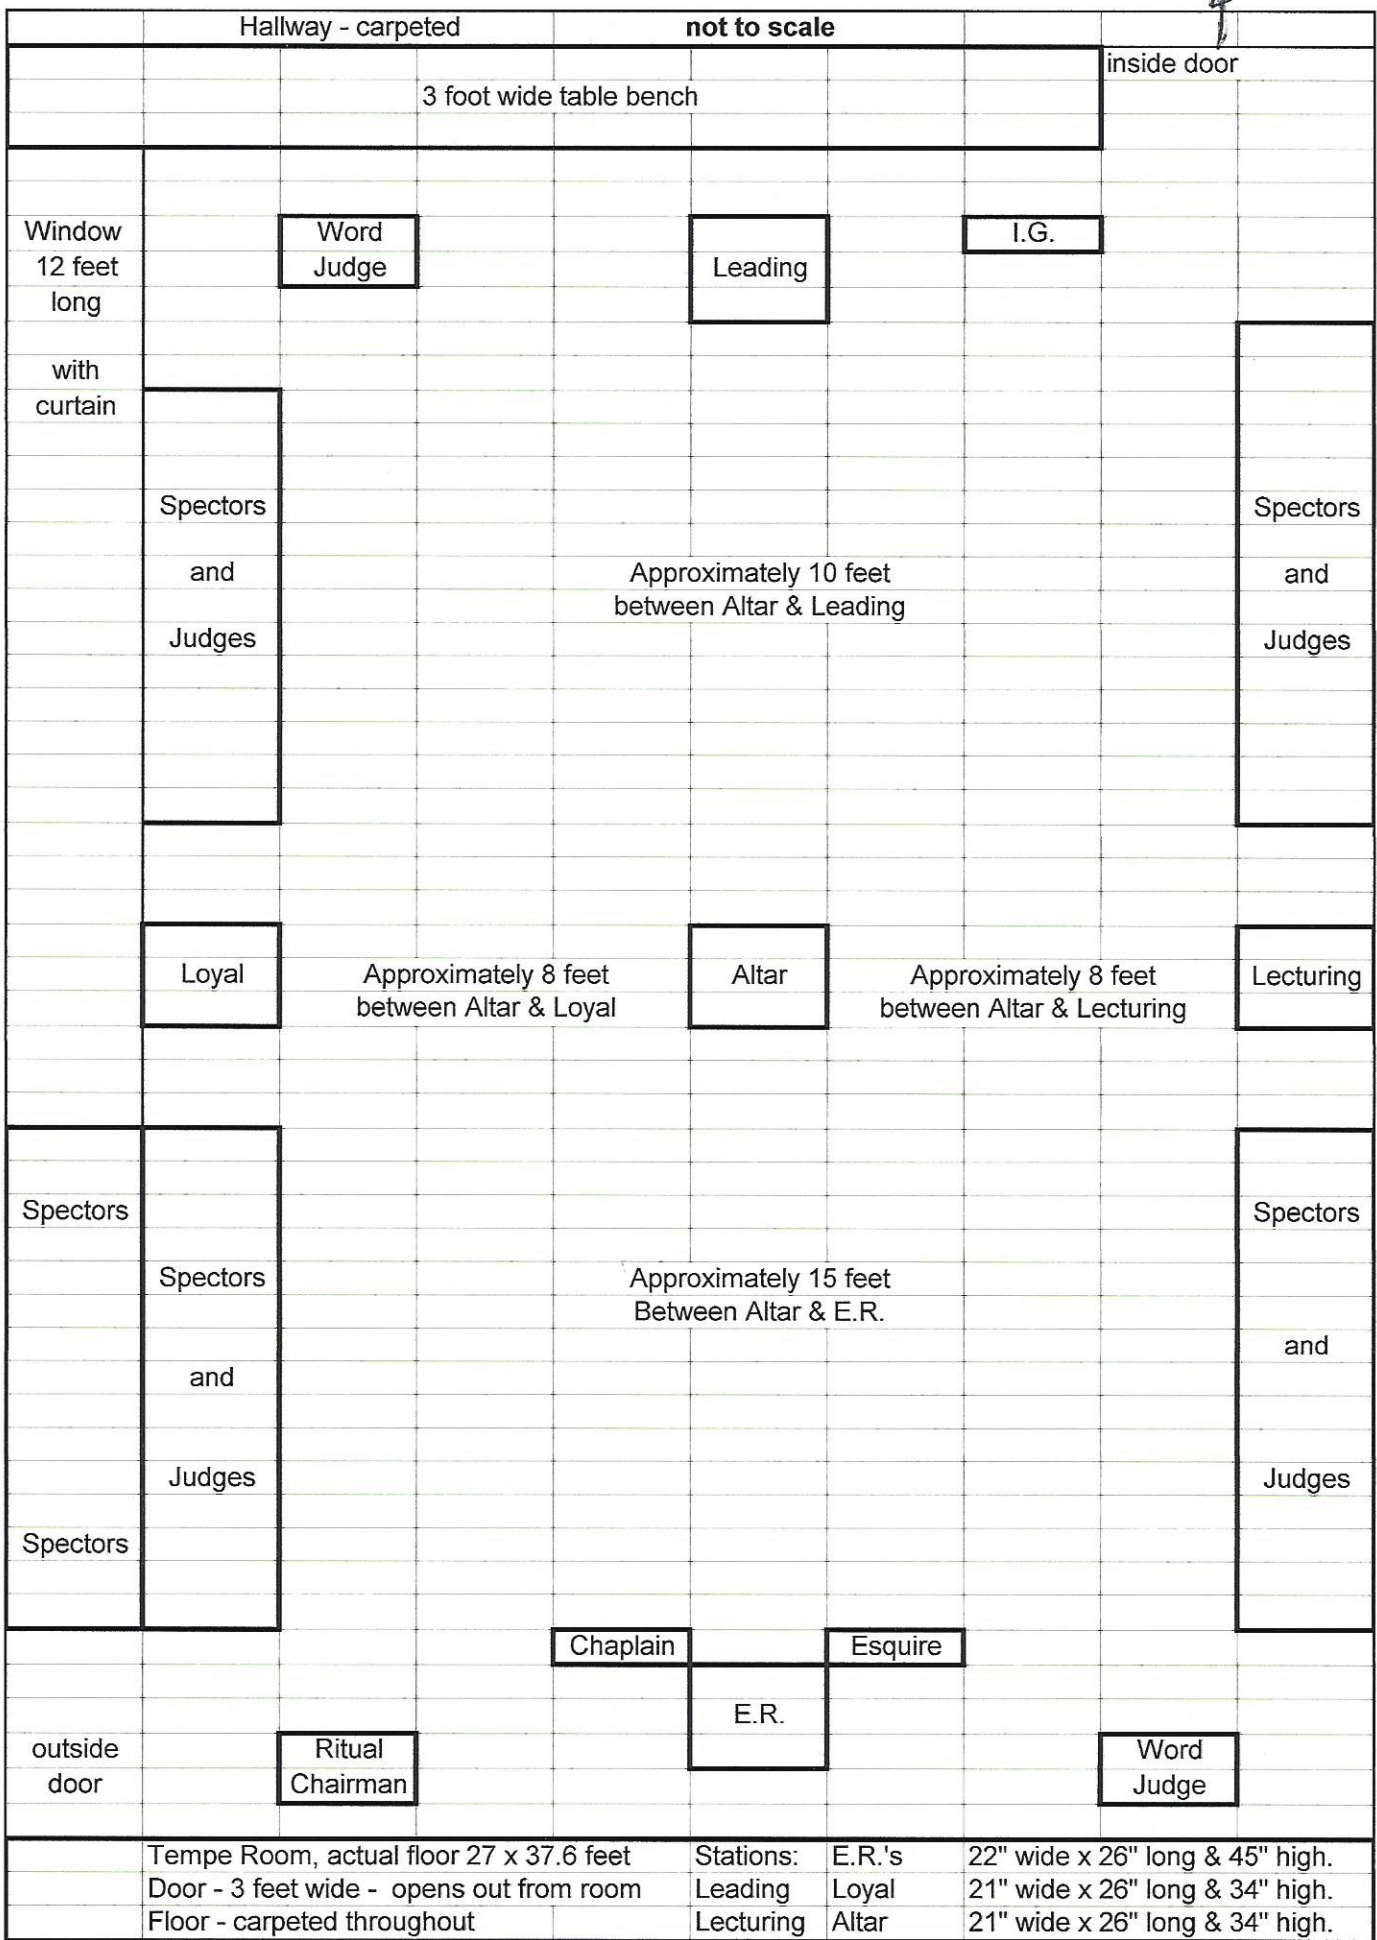 Hallway - carpeted
not to scale
inside door
3 foot wide table bench
Window
12 feet
long
with
curtain
Word
Judge
Leading
I.G.
Spectors
and
Judges
Approximately 10 feet
between Altar & Leading
Spectors
and
Judges
Loyal
Approximately 8 feet
between Altar & Loyal
Altar
Approximately 8 feet
between Altar & Lecturing
Lecturing
Spectors
Spectors
Spectors
and
Judges
Approximately 15 feet
Between Altar & E.R.
Spectors
and
Judges
Chaplain
Esquire
E.R.
outside
door
Ritual
Chairman
Word
Judge
Tempe Room, actual floor 27 x 37.6 feet Stations: E.R.'s 22" wide x 26" long & 45" high.
Door - 3 feet wide - opens out from room Leading Loyal 21" wide x 26" long & 34" high.
Floor - carpeted throughout Lecturing Altar 21" wide x 26" long & 34" high.